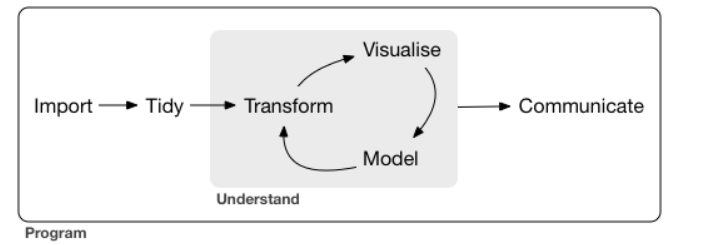 Visualise
Import
Tidy
Transform
Communicate
Model
Understand
Program